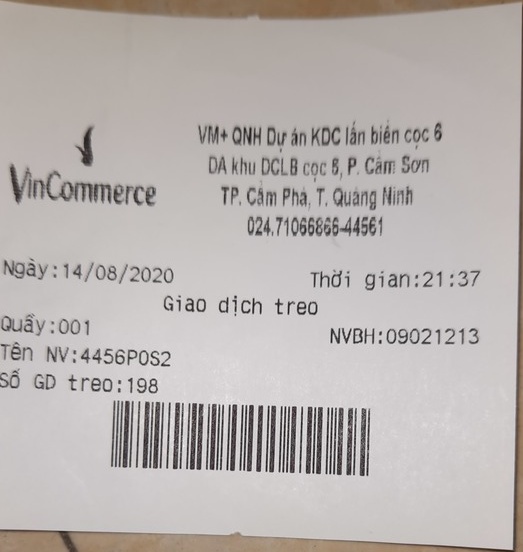 VinCommerce
VM+ QNH Dự án KDC lấn biển cọc 6
DA khu DCLB cọc 6, P. Cẩm Sơn
TP. Cẩm Phả, T. Quảng Ninh
024.71066866-44561
Ngày:14/08/2020 Thời gian:21:37
Giao dịch treo
Quầy:001 NVBH:09021213
Tên NV:4456POS2
Số GD treo:198